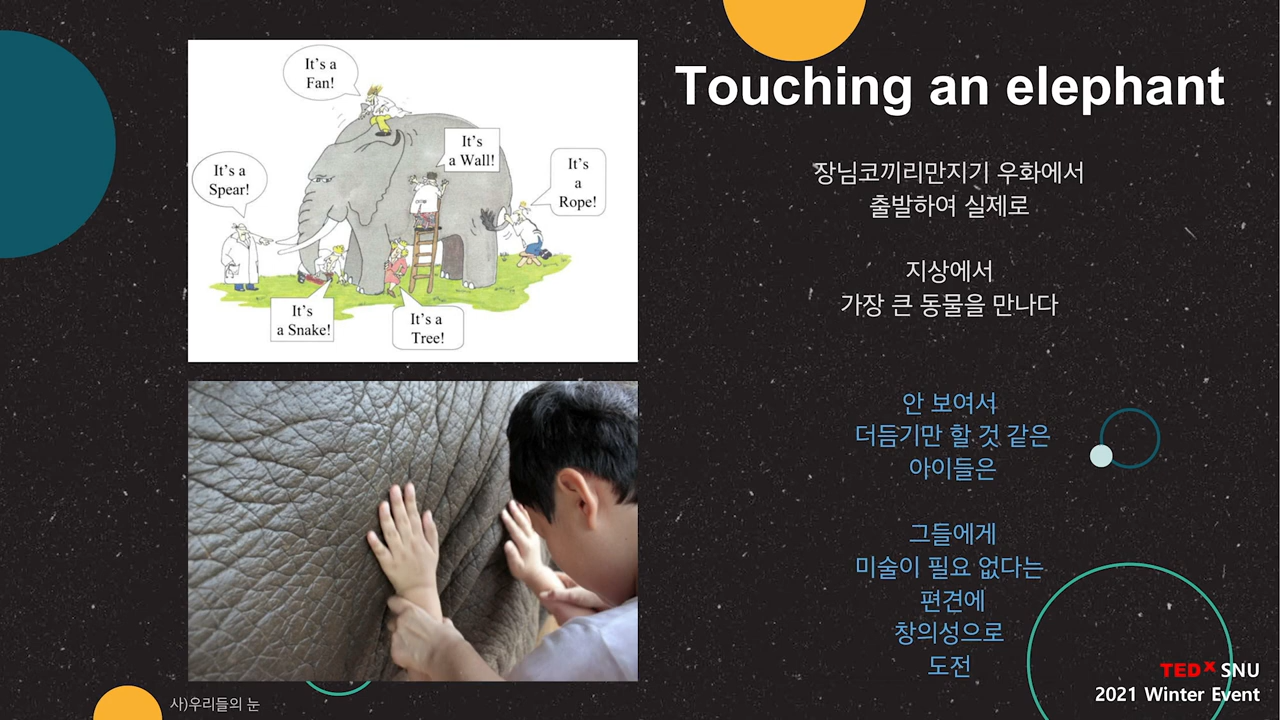 Touching an elephant
It's a
Fan!
It's
a Wall!
It's a
Spear!
It's
a
Rope!
It's
a Snake!
It's a
Tree!
장님코끼리만지기 우화에서
출발하여 실제로
지상에서
가장 큰 동물을 만나다
안 보여서
더듬기만 할 것 같은
아이들은
그들에게
미술이 필요 없다는
편견에
창의성으로
도전
사)우리들의 눈
TEDx SNU
2021 Winter Event